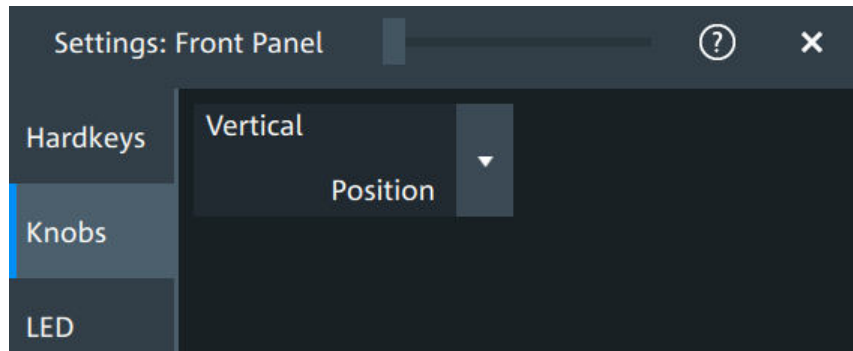 Settings: Front Panel
?
Hardkeys
Knobs
LED
Vertical
Position